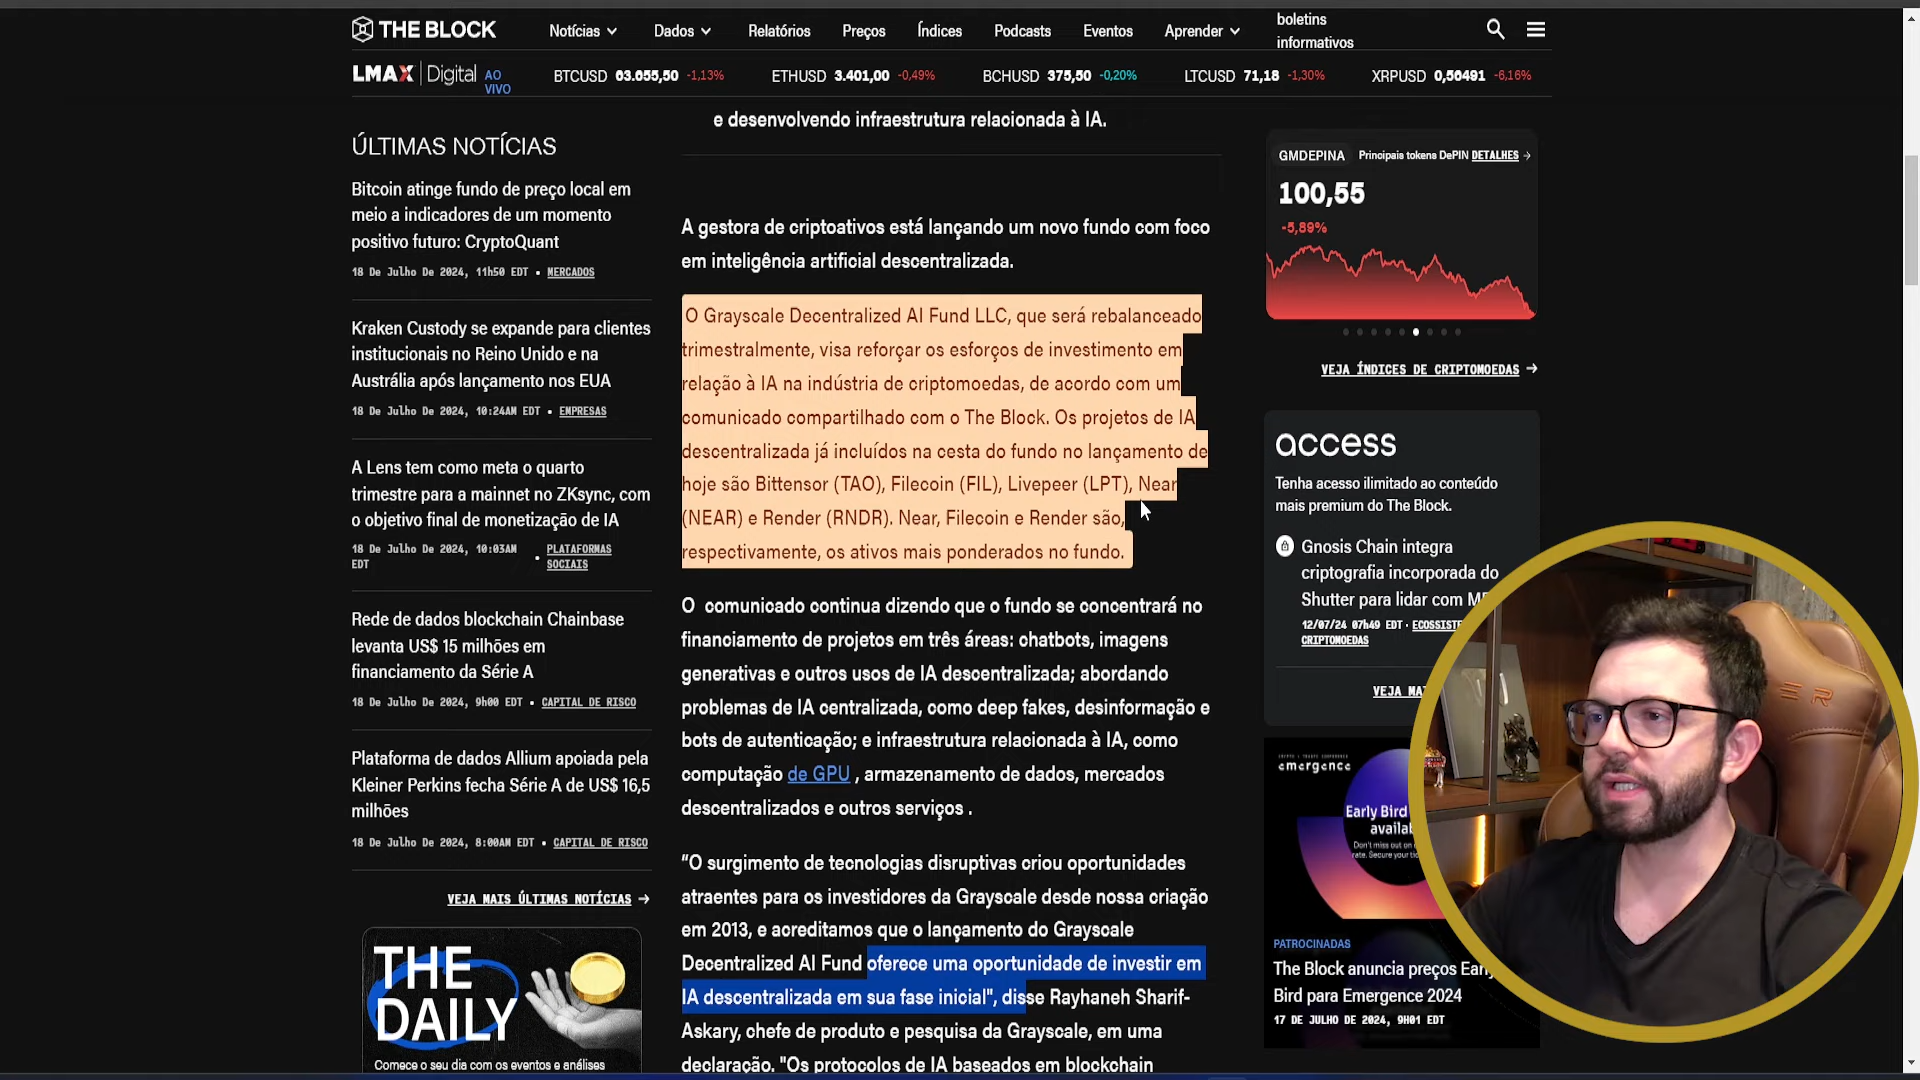 THE BLOCK
Notícias
Dados
Relatórios
Preços
Índices
Podcasts
Eventos
Aprender
boletins
informativos
LMAX Digital AO
VIVO
BTCUSD 63.655,50 -1,13%
ETHUSD 3.401,00 -0,49%
BCHUSD 375,50 -0,20%
LTCUSD 71,18 -1,30%
XRPUSD 0,56491 -6,16%
ÚLTIMAS NOTÍCIAS
Bitcoin atinge fundo de preço local em
meio a indicadores de um momento
positivo futuro: CryptoQuant
18 De Julho De 2024, 11h50 EDT • MERCADOS
Kraken Custody se expande para clientes
institucionais no Reino Unido e na
Austrália após lançamento nos EUA
18 De Julho De 2024, 10:24AM EDT • EMPRESAS
A Lens tem como meta o quarto
trimestre para a mainnet no ZKsync, com
o objetivo final de monetização de IA
18 De Julho De 2024, 10:03AM
EDT
• PLATAFORMAS
SOCIAIS
Rede de dados blockchain Chainbase
levanta US$ 15 milhões em
financiamento da Série A
18 De Julho De 2024, 9h00 EDT • CAPITAL DE RISCO
Plataforma de dados Allium apoiada pela
Kleiner Perkins fecha Série A de US$ 16,5
milhões
18 De Julho De 2024, 8:00AM EDT • CAPITAL DE RISCO
VEJA MAIS ÚLTIMAS NOTÍCIAS →
THE
DAILY
Comece o seu dia com os eventos e análises
e desenvolvendo infraestrutura relacionada à IA.
A gestora de criptoativos está lançando um novo fundo com foco
em inteligência artificial descentralizada.
O Grayscale Decentralized AI Fund LLC, que será rebalanceado
trimestralmente, visa reforçar os esforços de investimento em
relação à IA na indústria de criptomoedas, de acordo com um
comunicado compartilhado com o The Block. Os projetos de IA
descentralizada já incluídos na cesta do fundo no lançamento de
hoje são Bittensor (TAO), Filecoin (FIL), Livepeer (LPT), Near
(NEAR) e Render (RNDR). Near, Filecoin e Render são,
respectivamente, os ativos mais ponderados no fundo.
O comunicado continua dizendo que o fundo se concentrará no
financiamento de projetos em três áreas: chatbots, imagens
generativas e outros usos de IA descentralizada; abordando
problemas de IA centralizada, como deep fakes, desinformação e
bots de autenticação; e infraestrutura relacionada à IA, como
computação de GPU , armazenamento de dados, mercados
descentralizados e outros serviços .
“O surgimento de tecnologias disruptivas criou oportunidades
atraentes para os investidores da Grayscale desde nossa criação
em 2013, e acreditamos que o lançamento do Grayscale
Decentralized AI Fund oferece uma oportunidade de investir em
IA descentralizada em sua fase inicial", disse Rayhaneh Sharif-
Askary, chefe de produto e pesquisa da Grayscale, em uma
declaração. "Os protocolos de IA baseados em blockchain
GMDEPINA Principais tokens DePIN DETALHES →
100,55
-5,89%
VEJA ÍNDICES DE CRIPTOMOEDAS →
access
Tenha acesso ilimitado ao conteúdo
mais premium do The Block.
Gnosis Chain integra
criptografia incorporada do
Shutter para lidar com
12/07/24 07h49 EDT •
CRIPTOMOEDAS
VEJA
emergence
Early Bird
Don't miss out on
PATROCINADAS
The Block anuncia preços Early
Bird para Emergence 2024
17 DE JULHO DE 2024, 9H01 EDT